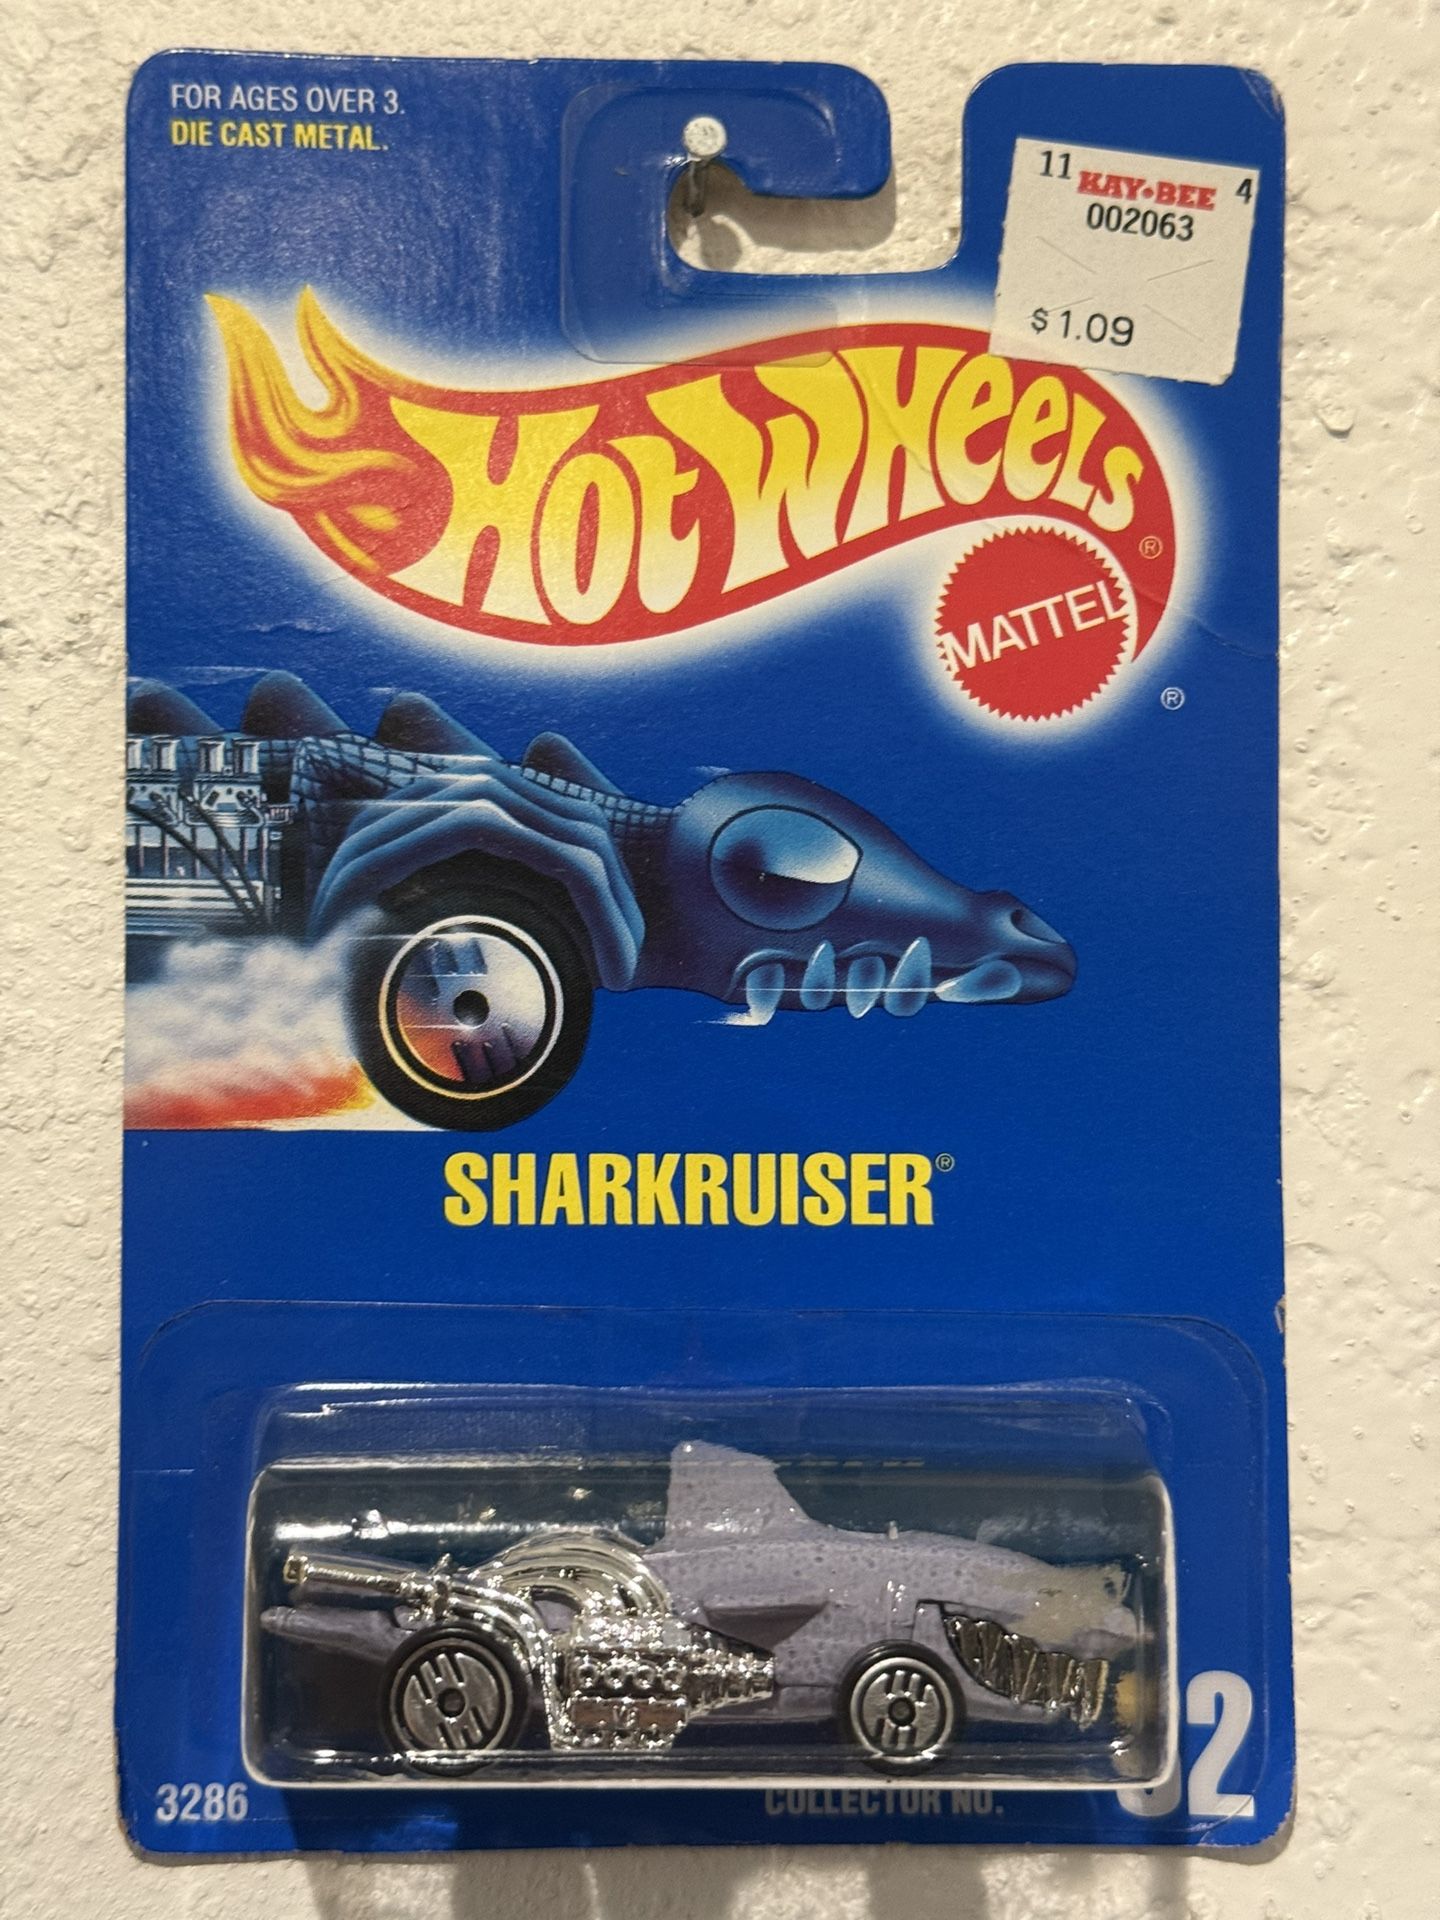 FOR AGES OVER 3.
DIE CAST METAL.
11 KAY•BEE 4
002063
$1.09
HOT WHEELS®
MATTEL
®
SHARKRUISER®
V8
3286
COLLECTOR NO.